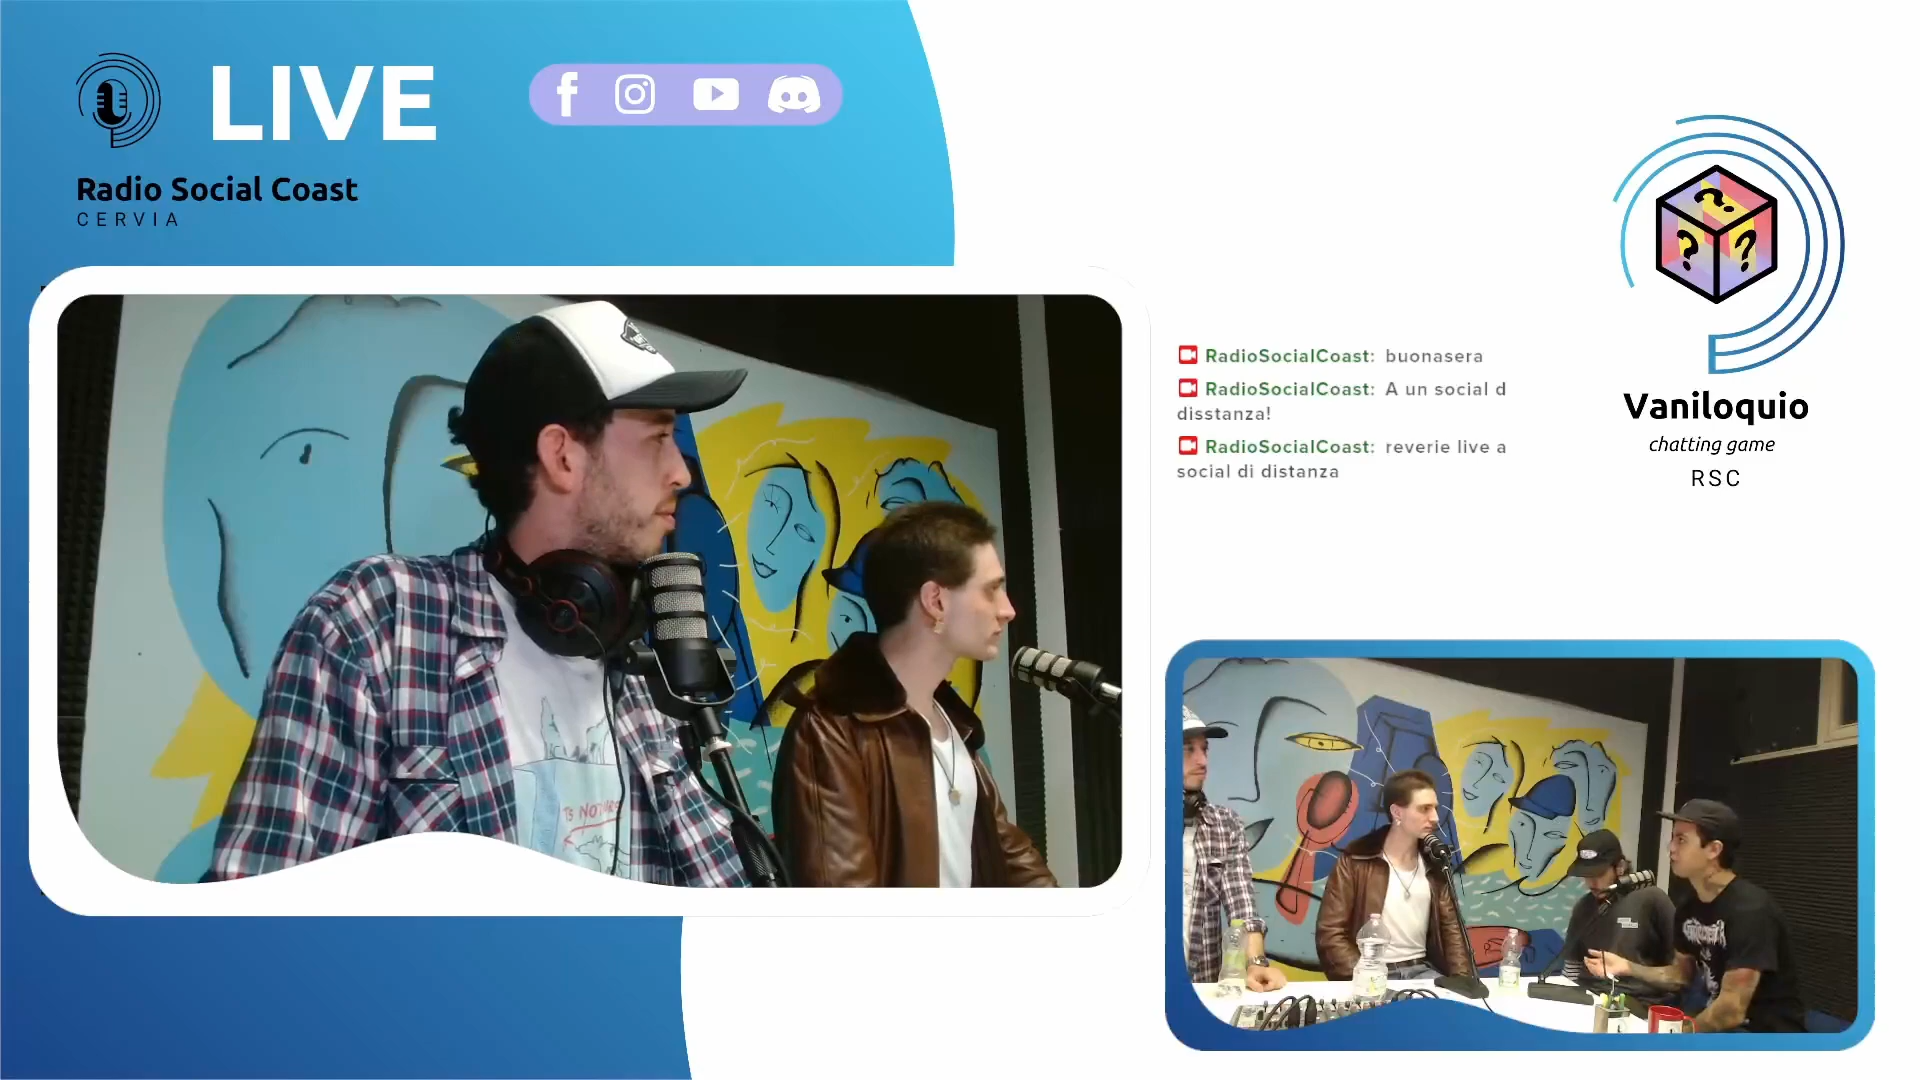 LIVE
Radio Social Coast
CERVIA
RadioSocialCoast: buonasera
RadioSocialCoast: A un social d
disstanza!
RadioSocialCoast: reverie live a
social di distanza
? ? ?
Vaniloquio
chatting game
RSC